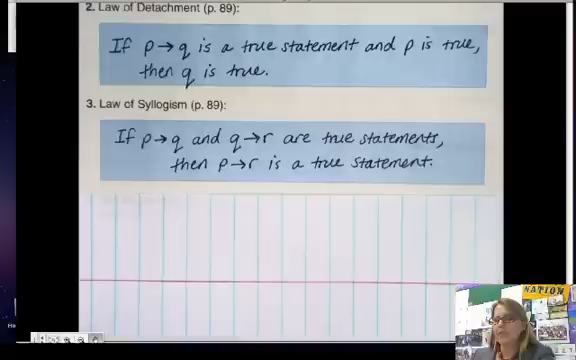 2. Law of Detachment (p. 89):
If p→q is a true statement and p is true,
then q is true.
3. Law of Syllogism (p. 89):
If p→q and q→r are true statements,
then p→r is a true statement.
NATION